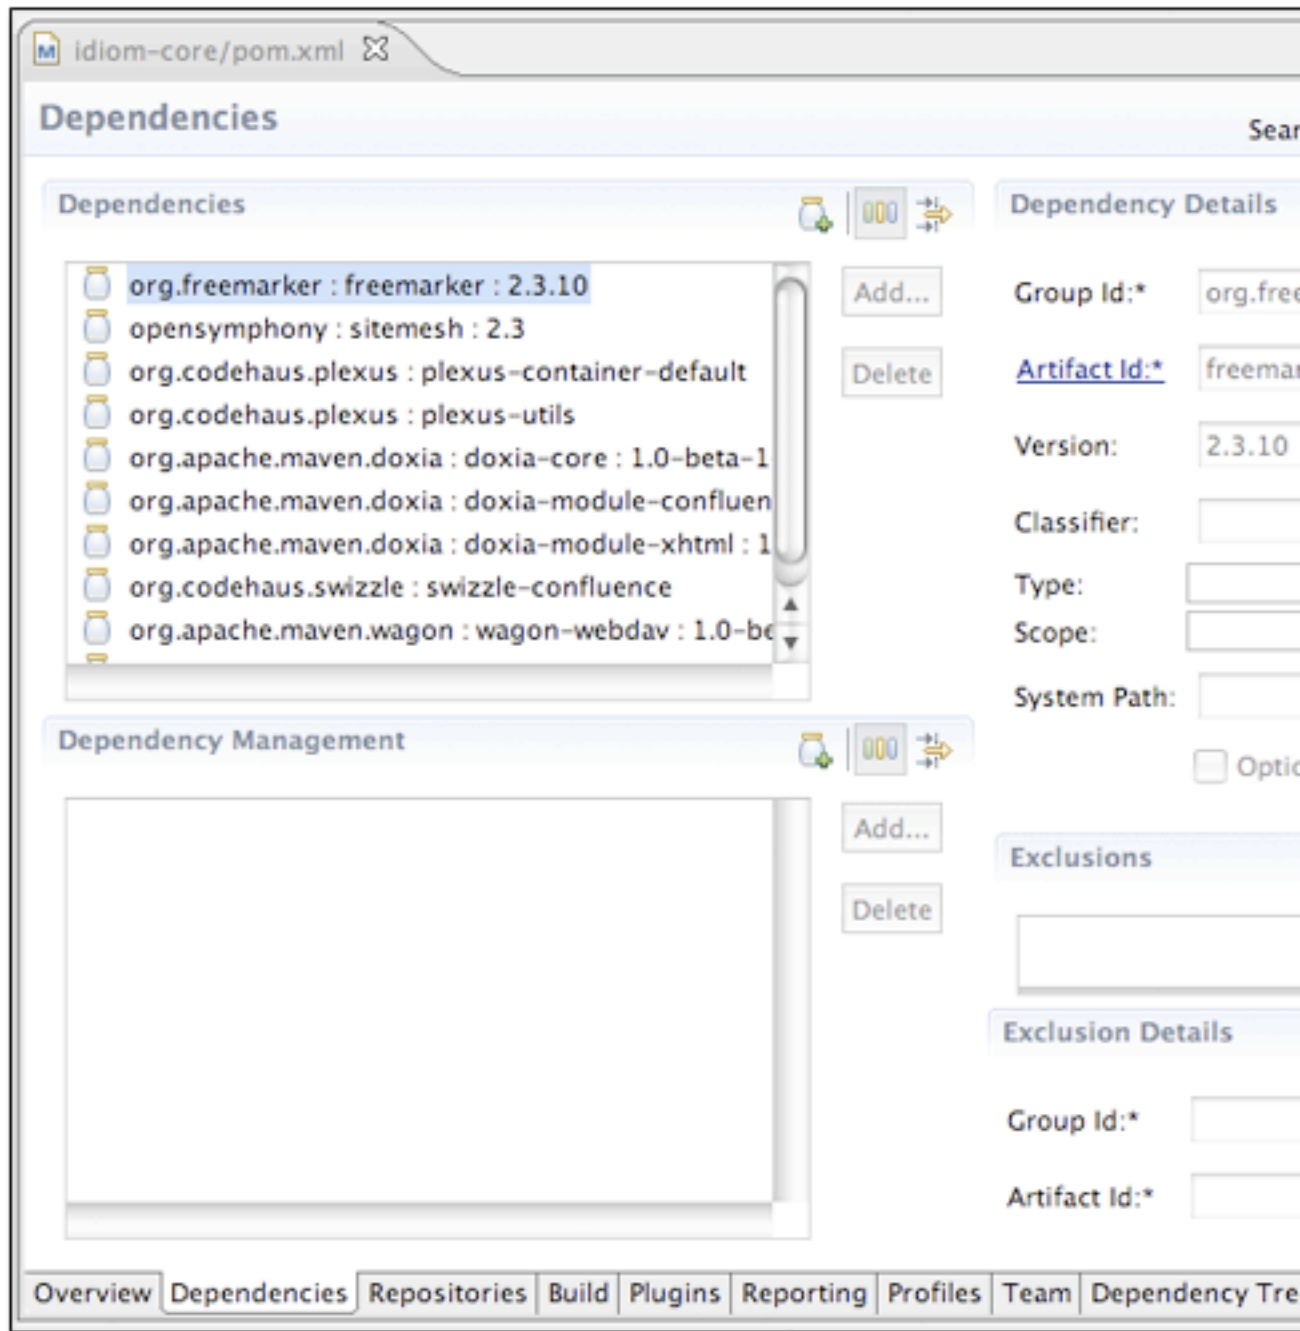 idiom-core/pom.xml
Dependencies
Dependencies
org.freemarker : freemarker : 2.3.10
opensymphony : sitemesh : 2.3
org.codehaus.plexus : plexus-container-default
org.codehaus.plexus : plexus-utils
org.apache.maven.doxia : doxia-core : 1.0-beta-1
org.apache.maven.doxia : doxia-module-confluen
org.apache.maven.doxia : doxia-module-xhtml : 1
org.codehaus.swizzle : swizzle-confluence
org.apache.maven.wagon : wagon-webdav : 1.0-be
Add...
Delete
Dependency Management
Add...
Delete
Sear
Dependency Details
Group Id:* org.free
Artifact Id:* freemar
Version: 2.3.10
Classifier:
Type:
Scope:
System Path:
Optio
Exclusions
Exclusion Details
Group Id:*
Artifact Id:*
Overview Dependencies Repositories Build Plugins Reporting Profiles Team Dependency Tre